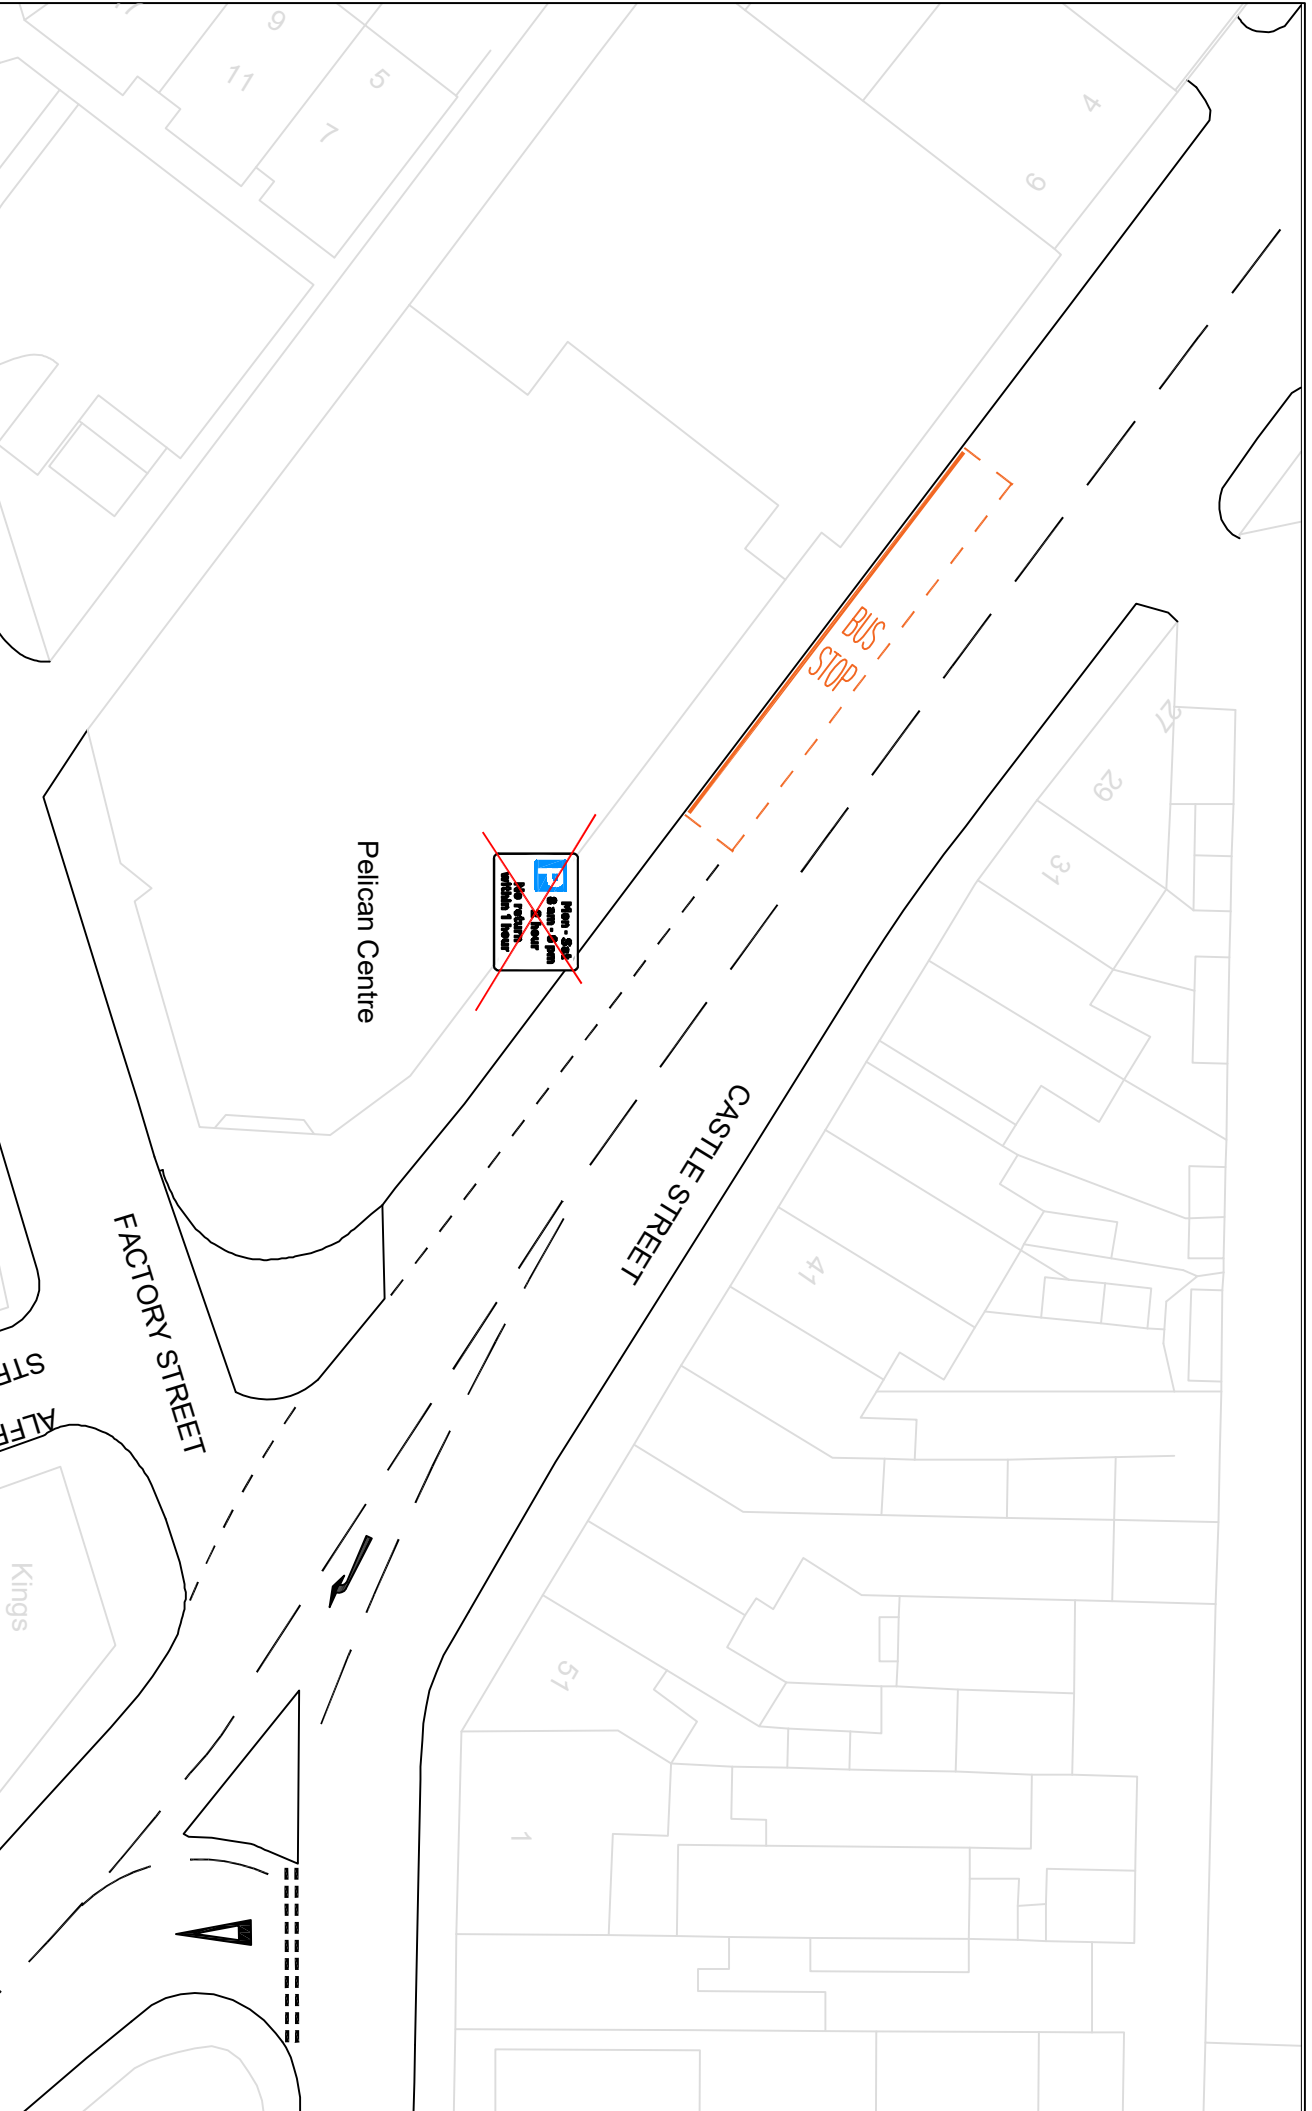 9
11
5
7
4
6
BUS
STOP
27
29
31
P
Mon - Sat
8 am - 6 pm
hour
No return
within 1 hour
Pelican Centre
CASTLE STREET
FACTORY STREET
41
Kings
51
1